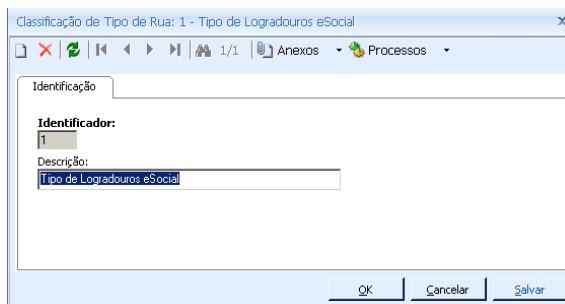 Classificação de Tipo de Rua: 1 - Tipo de Logradouros eSocial x
1/1 Anexos Processos
Identificação
Identificador:
1
Descrição:
Tipo de Logradouros eSocial
OK Cancelar Salvar